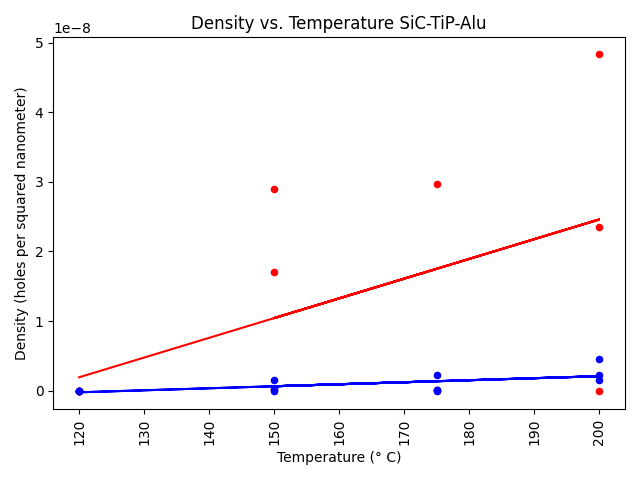 Density vs. Temperature SiC-TiP-Alu
1e−8
5
4
3
2
1
0
Density (holes per squared nanometer)
120 130 140 150 160 170 180 190 200
Temperature (° C)